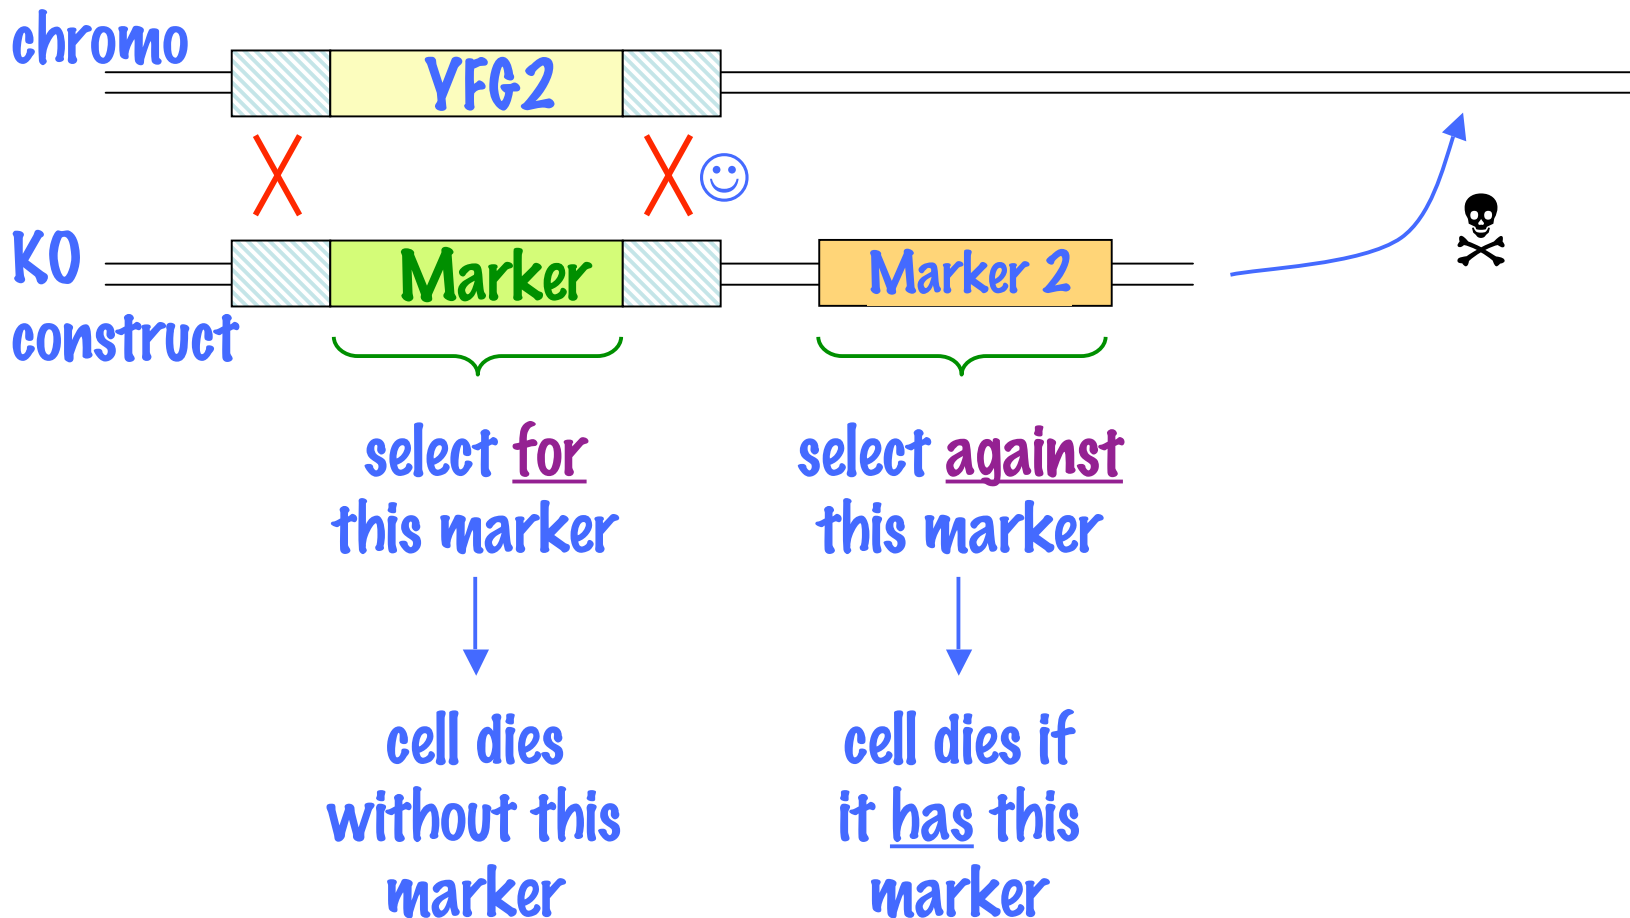 chromo
YFG2
KO
construct
Marker
Marker 2
select for
this marker
cell dies
without this
marker
select against
this marker
cell dies if
it has this
marker